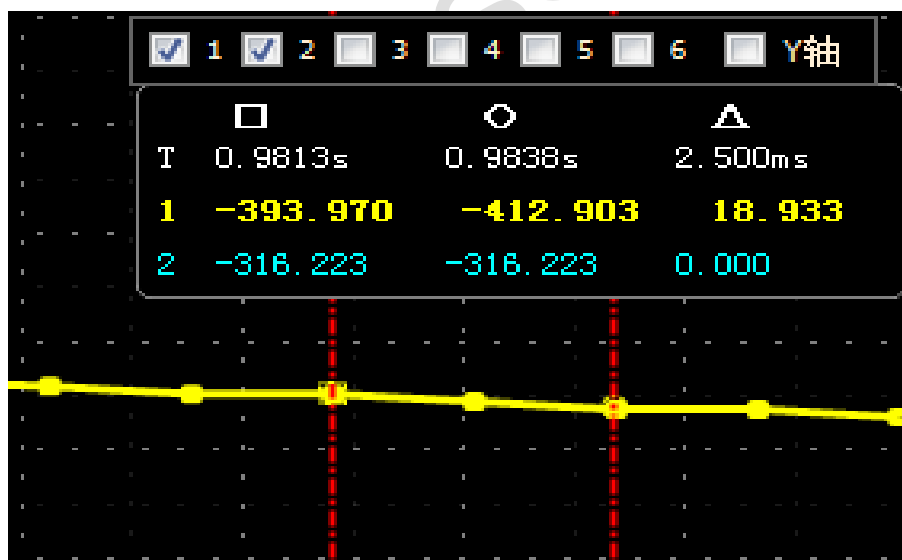 1 2 3 4 5 6 Y轴
T 0.9813s 0.9838s 2.500ms
1 -393.970 -412.903 18.933
2 -316.223 -316.223 0.000